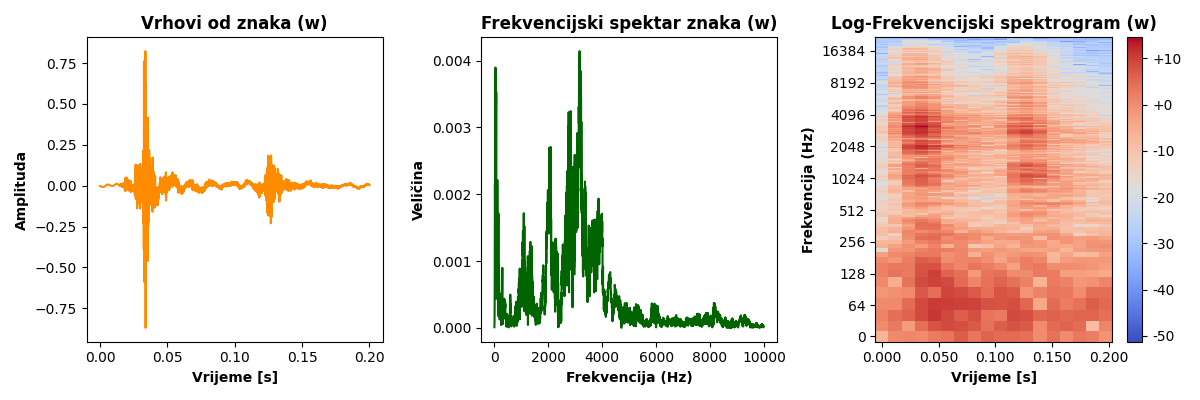 Vrhovi od znaka (w)
Amplituda
0.75
0.50
0.25
0.00
−0.25
−0.50
−0.75
0.00 0.05 0.10 0.15 0.20
Vrijeme [s]
Frekvencijski spektar znaka (w)
Veličina
0.004
0.003
0.002
0.001
0.000
0 2000 4000 6000 8000 10000
Frekvencija (Hz)
Log-Frekvencijski spektrogram (w)
Frekvencija (Hz)
16384
8192
4096
2048
1024
512
256
128
64
0
0.000 0.050 0.100 0.150 0.200
Vrijeme [s]
+10
+0
-10
-20
-30
-40
-50